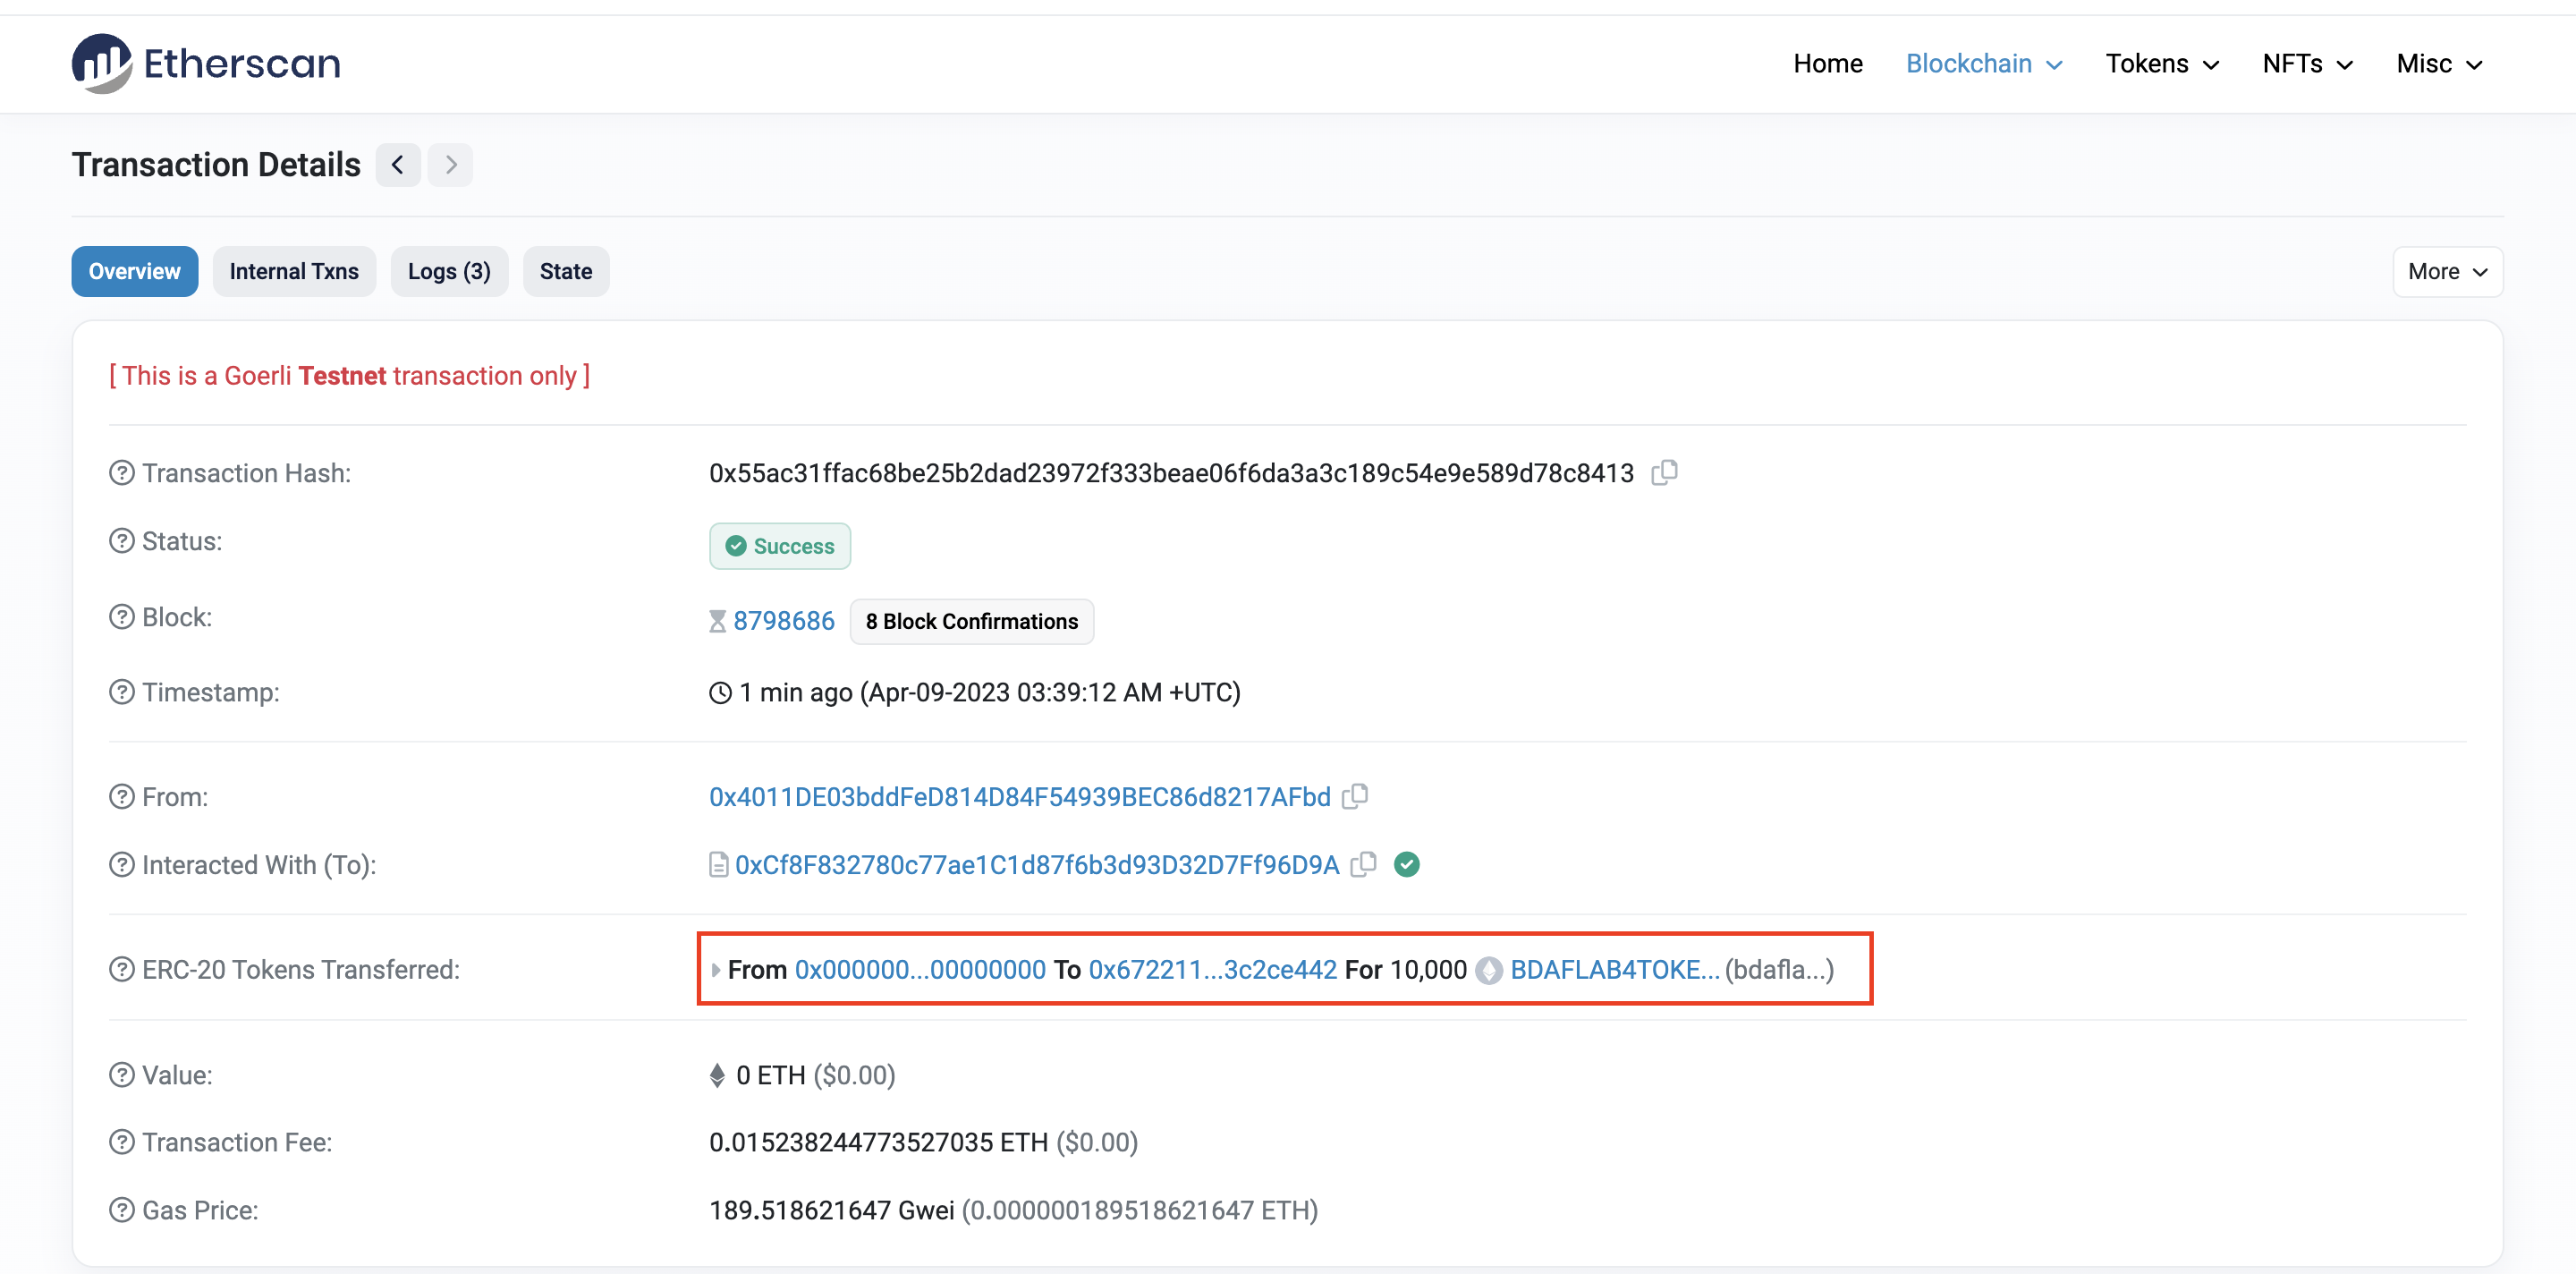 Etherscan
Home Blockchain Tokens NFTs Misc
Transaction Details
Overview Internal Txns Logs (3) State More
[ This is a Goerli Testnet transaction only ]
Transaction Hash: 0x55ac31ffac68be25b2dad23972f333beae06f6da3a3c189c54e9e589d78c8413
Status: Success
Block: 8798686 8 Block Confirmations
Timestamp: 1 min ago (Apr-09-2023 03:39:12 AM +UTC)
From: 0x4011DE03bddFeD814D84F54939BEC86d8217AFbd
Interacted With (To): 0xCf8F832780c77ae1C1d87f6b3d93D32D7Ff96D9A
ERC-20 Tokens Transferred: From 0x000000...00000000 To 0x672211...3c2ce442 For 10,000 BDAFLAB4TOKE... (bdafla...)
Value: 0 ETH ($0.00)
Transaction Fee: 0.015238244773527035 ETH ($0.00)
Gas Price: 189.518621647 Gwei (0.000000189518621647 ETH)